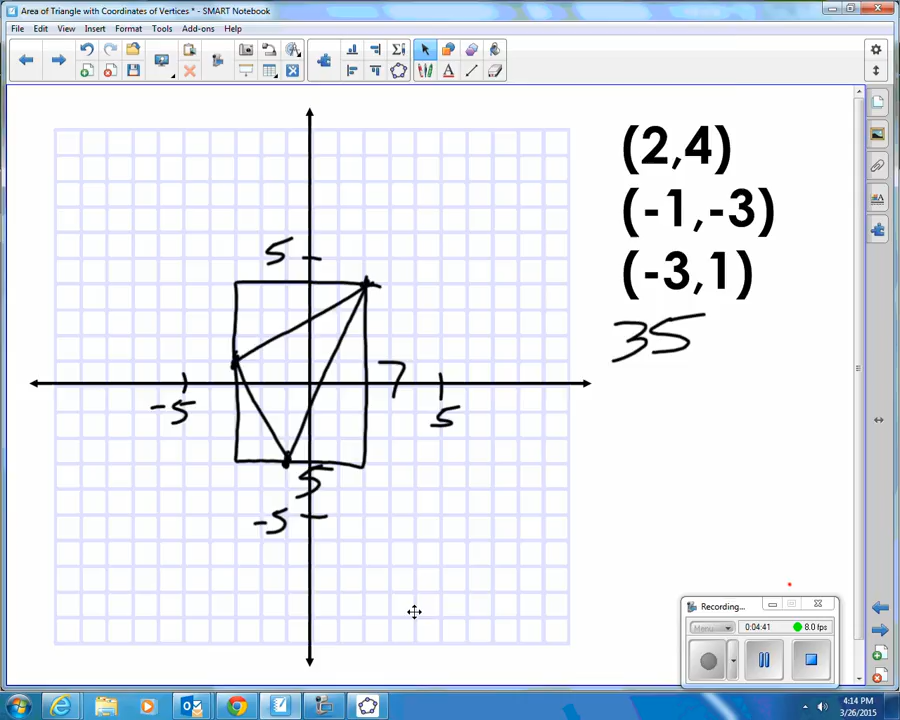 Area of Triangle with Coordinates of Vertices * - SMART Notebook
File Edit View Insert Format Tools Add-ons Help
(2,4)
(-1,-3)
(-3,1)
35
5
7
-5
5
5
-5
Recording...
Menu
0:04:41
8.0 fps
4:14 PM
3/26/2015